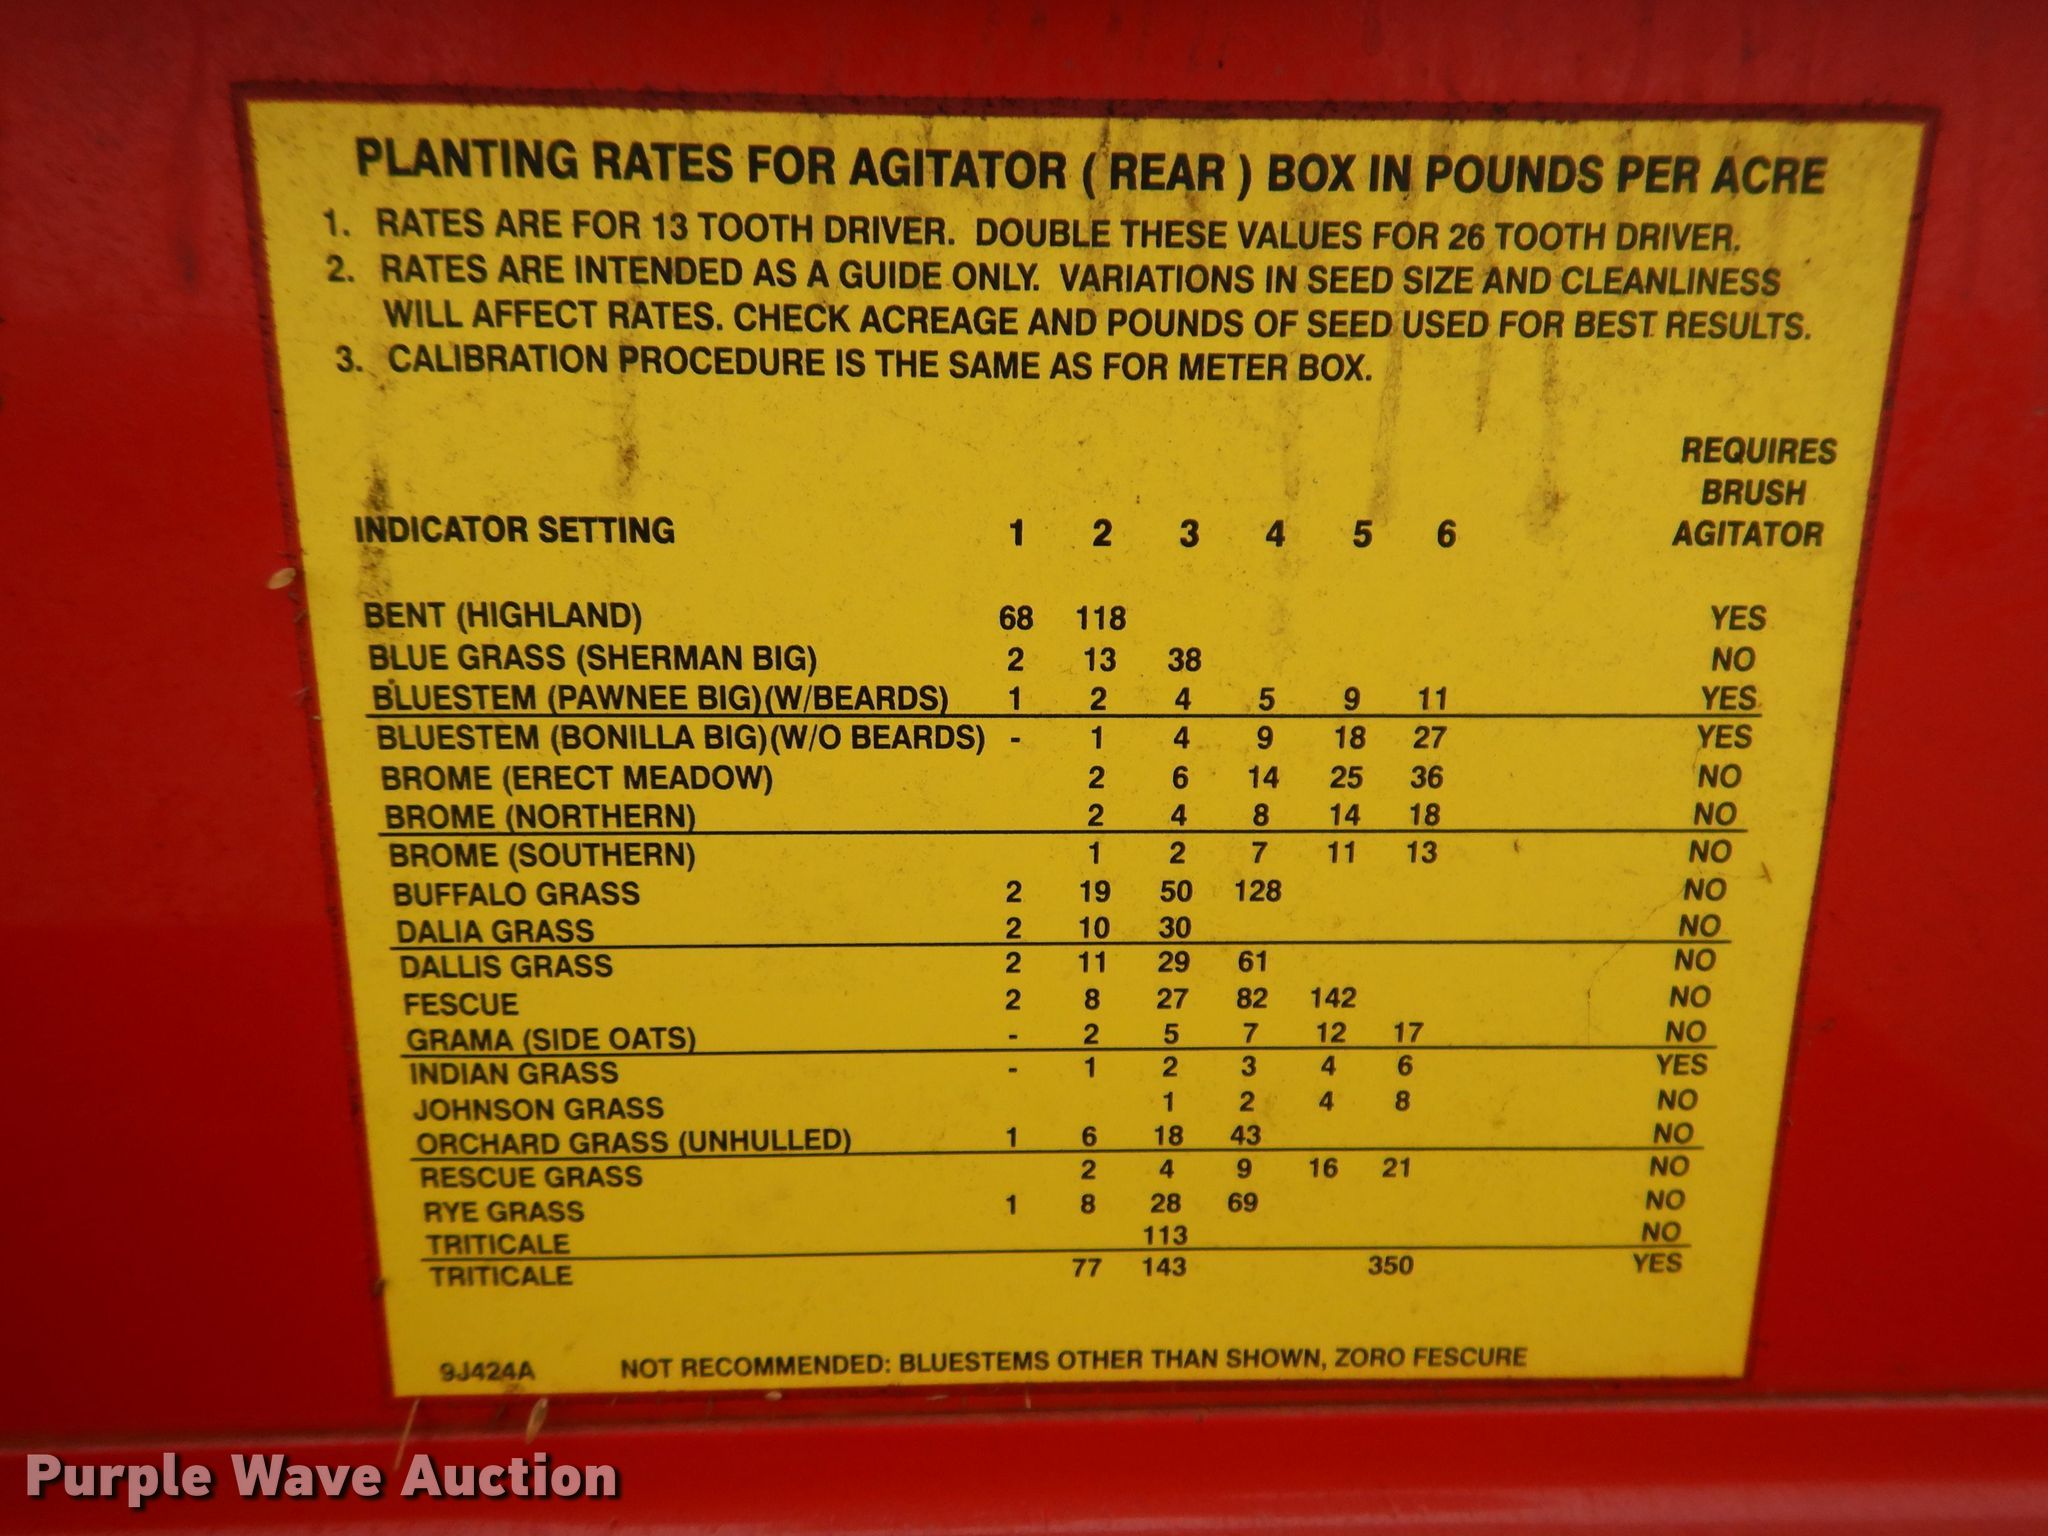 PLANTING RATES FOR AGITATOR ( REAR ) BOX IN POUNDS PER ACRE
1. RATES ARE FOR 13 TOOTH DRIVER. DOUBLE THESE VALUES FOR 26 TOOTH DRIVER.
2. RATES ARE INTENDED AS A GUIDE ONLY. VARIATIONS IN SEED SIZE AND CLEANLINESS
WILL AFFECT RATES. CHECK ACREAGE AND POUNDS OF SEED USED FOR BEST RESULTS.
3. CALIBRATION PROCEDURE IS THE SAME AS FOR METER BOX.
REQUIRES
BRUSH
INDICATOR SETTING 1 2 3 4 5 6 AGITATOR
BENT (HIGHLAND) 68 118 YES
BLUE GRASS (SHERMAN BIG) 2 13 38 NO
BLUESTEM (PAWNEE BIG)(W/BEARDS) 1 2 4 5 9 11 YES
BLUESTEM (BONILLA BIG)(W/O BEARDS) - 1 4 9 18 27 YES
BROME (ERECT MEADOW) 2 6 14 25 36 NO
BROME (NORTHERN) 2 4 8 14 18 NO
BROME (SOUTHERN) 1 2 7 11 13 NO
BUFFALO GRASS 2 19 50 128 NO
DALIA GRASS 2 10 30 NO
DALLIS GRASS 2 11 29 61 NO
FESCUE 2 8 27 82 142 NO
GRAMA (SIDE OATS) - 2 5 7 12 17 NO
INDIAN GRASS - 1 2 3 4 6 YES
JOHNSON GRASS 1 2 4 8 NO
ORCHARD GRASS (UNHULLED) 1 6 18 43 NO
RESCUE GRASS 2 4 9 16 21 NO
RYE GRASS 1 8 28 69 NO
TRITICALE 113 NO
TRITICALE 77 143 350 YES
9J424A NOT RECOMMENDED: BLUESTEMS OTHER THAN SHOWN, ZORO FESCURE
Purple Wave Auction